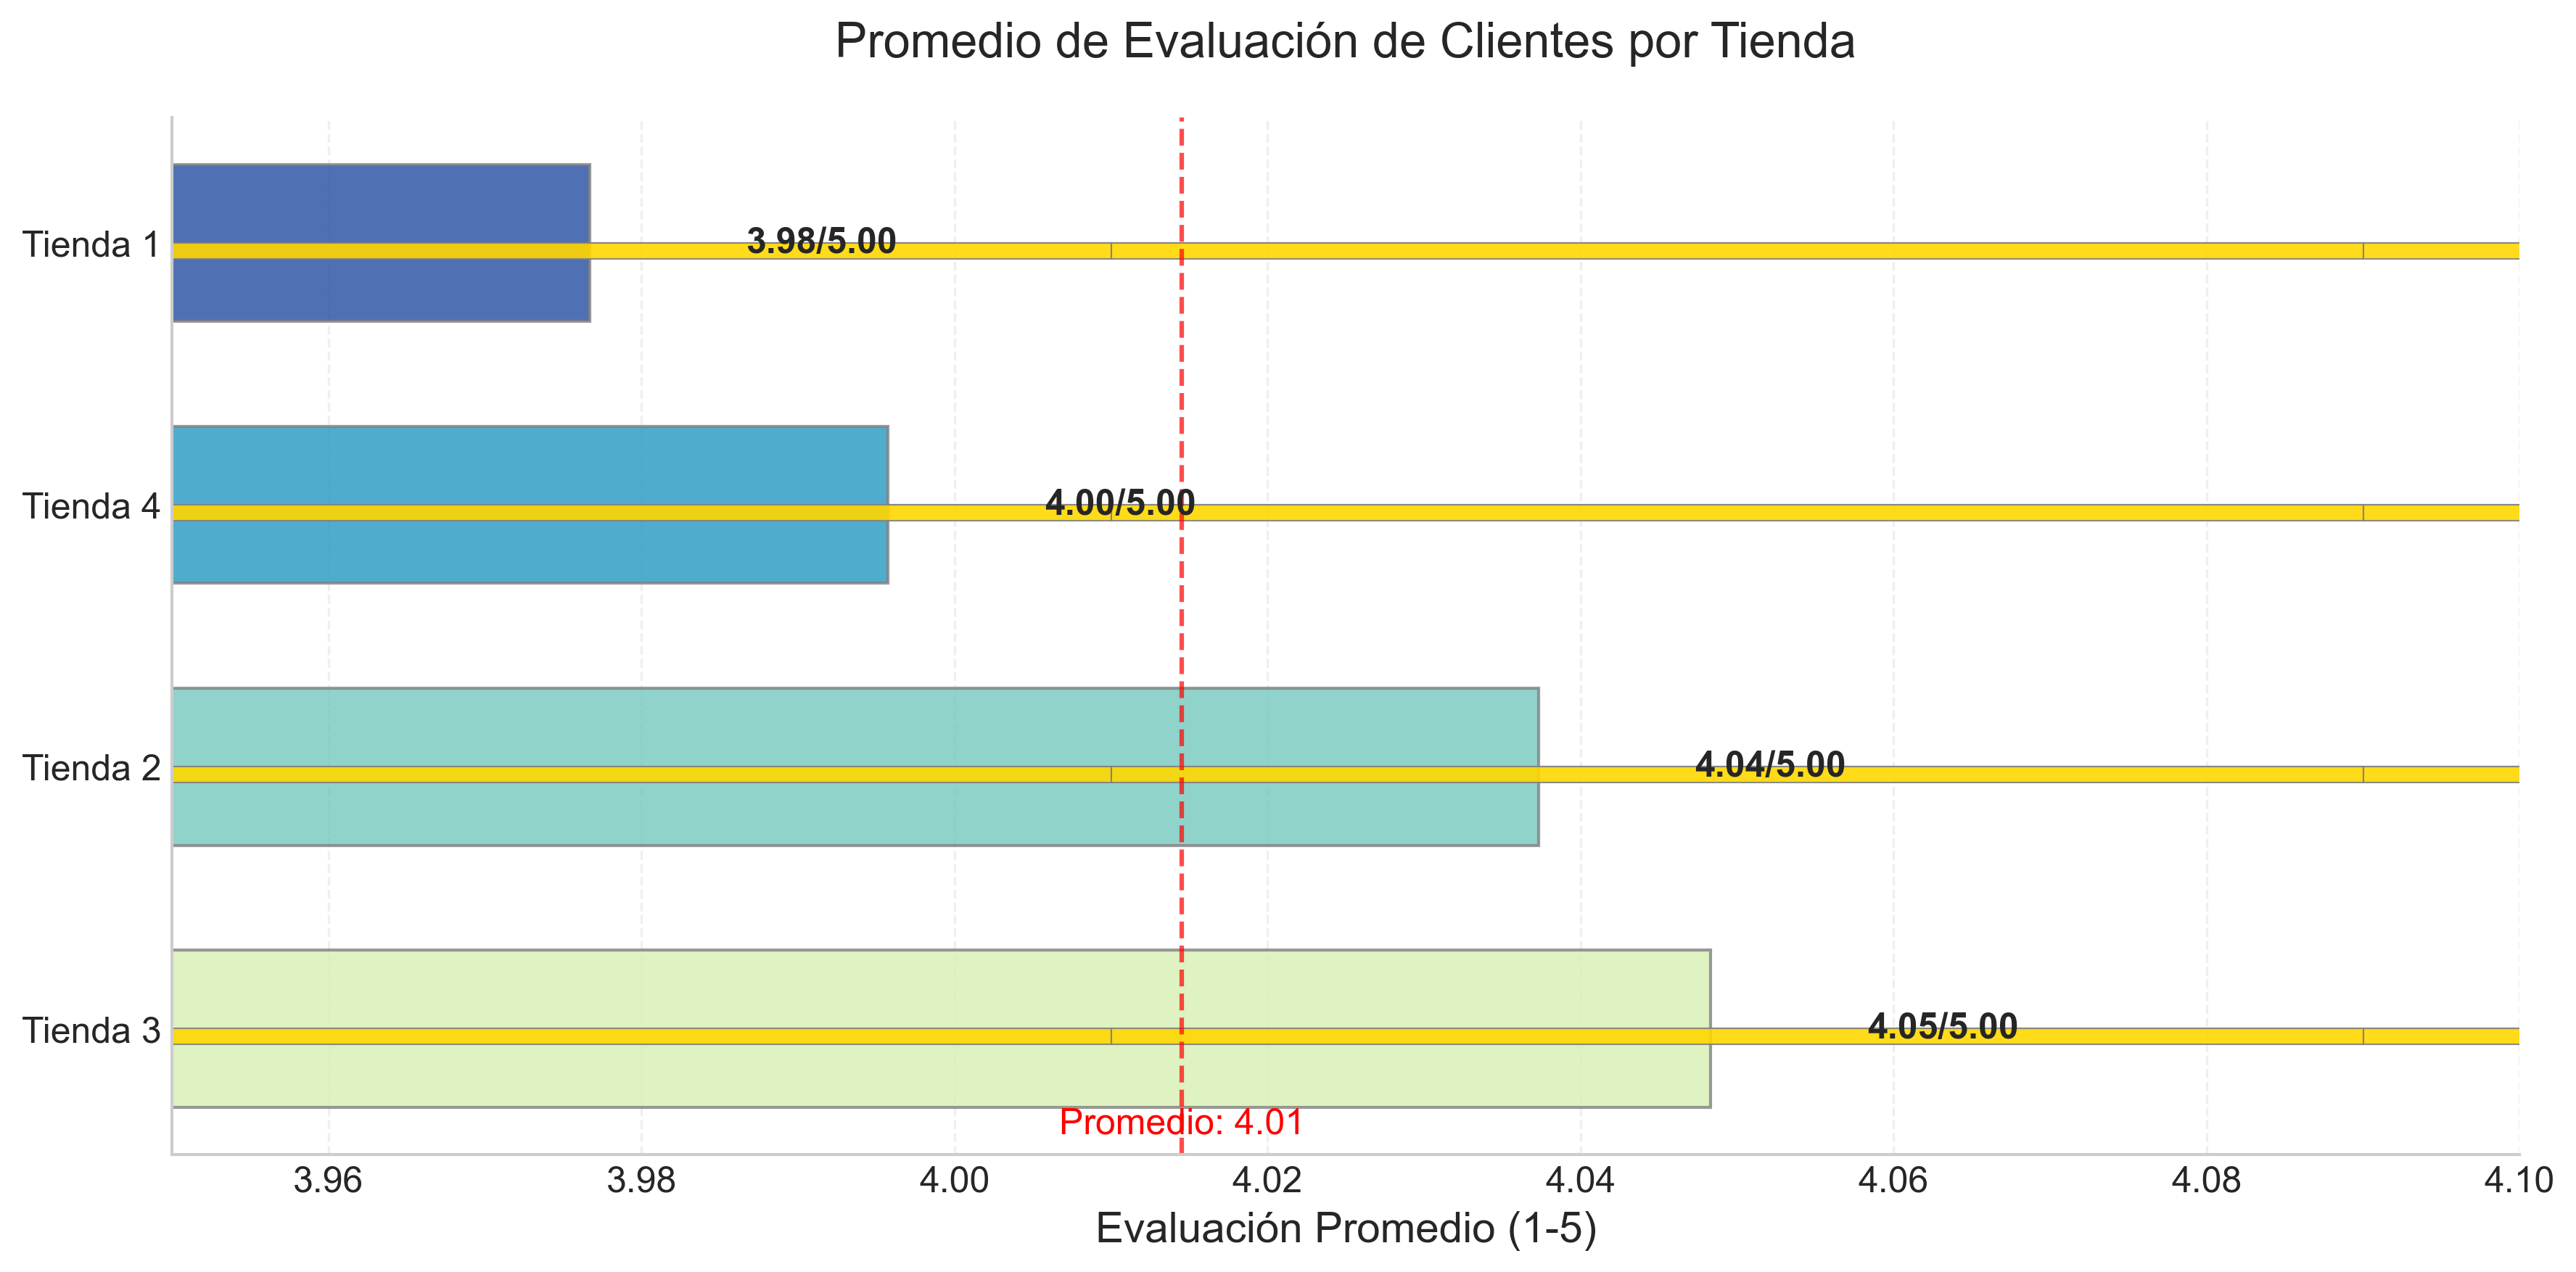 Promedio de Evaluación de Clientes por Tienda
Tienda 1
3.98/5.00
Tienda 4
4.00/5.00
Tienda 2
4.04/5.00
Tienda 3
4.05/5.00
Promedio: 4.01
3.96 3.98 4.00 4.02 4.04 4.06 4.08 4.10
Evaluación Promedio (1-5)